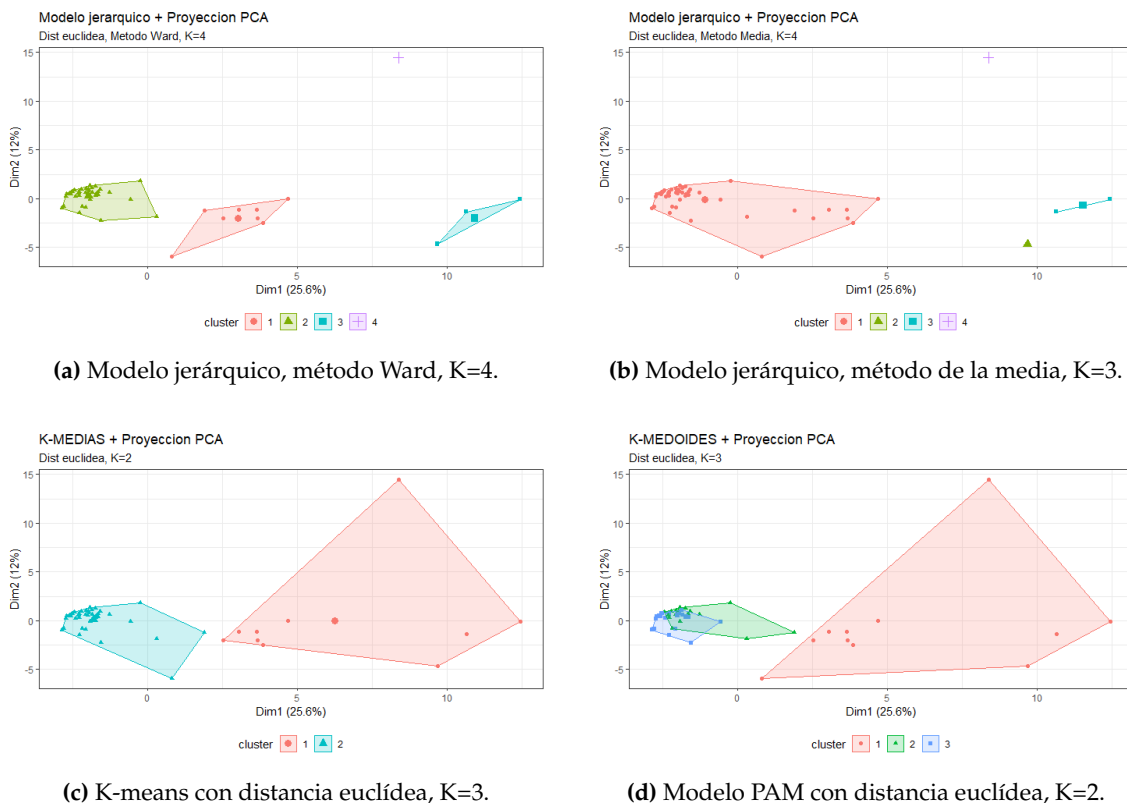 Modelo jerarquico + Proyeccion PCA
Dist euclidea, Metodo Ward, K=4
15
10
5
0
-5
Dim2 (12%)
0
5
10
Dim1 (25.6%)
cluster 1 2 3 4
(a) Modelo jerárquico, método Ward, K=4.
Modelo jerarquico + Proyeccion PCA
Dist euclidea, Metodo Media, K=4
15
10
5
0
-5
Dim2 (12%)
0
5
10
Dim1 (25.6%)
cluster 1 2 3 4
(b) Modelo jerárquico, método de la media, K=3.
K-MEDIAS + Proyeccion PCA
Dist euclidea, K=2
15
10
5
0
-5
Dim2 (12%)
0
5
10
Dim1 (25.6%)
cluster 1 2
(c) K-means con distancia euclídea, K=3.
K-MEDOIDES + Proyeccion PCA
Dist euclidea, K=3
15
10
5
0
-5
Dim2 (12%)
0
5
10
Dim1 (25.6%)
cluster 1 2 3
(d) Modelo PAM con distancia euclídea, K=2.